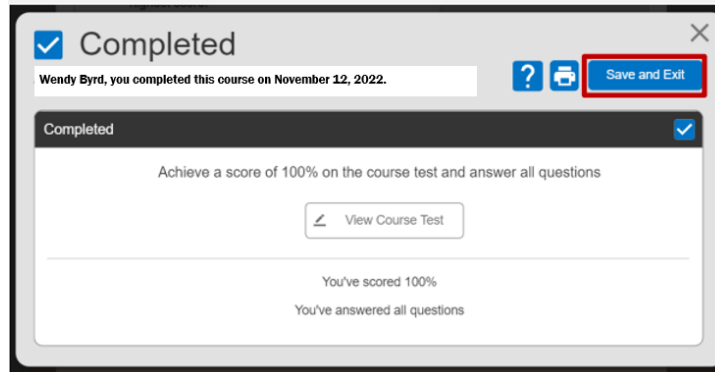 Completed
Wendy Byrd, you completed this course on November 12, 2022.
?
Save and Exit
Completed
Achieve a score of 100% on the course test and answer all questions
View Course Test
You've scored 100%
You've answered all questions